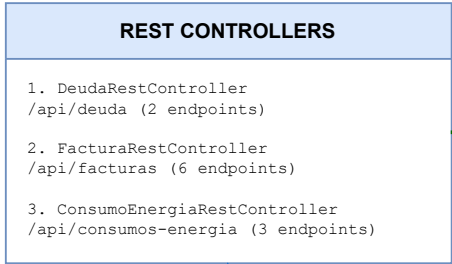 REST CONTROLLERS
1. DeudaRestController
/api/deuda (2 endpoints)
2. FacturaRestController
/api/facturas (6 endpoints)
3. ConsumoEnergiaRestController
/api/consumos-energia (3 endpoints)